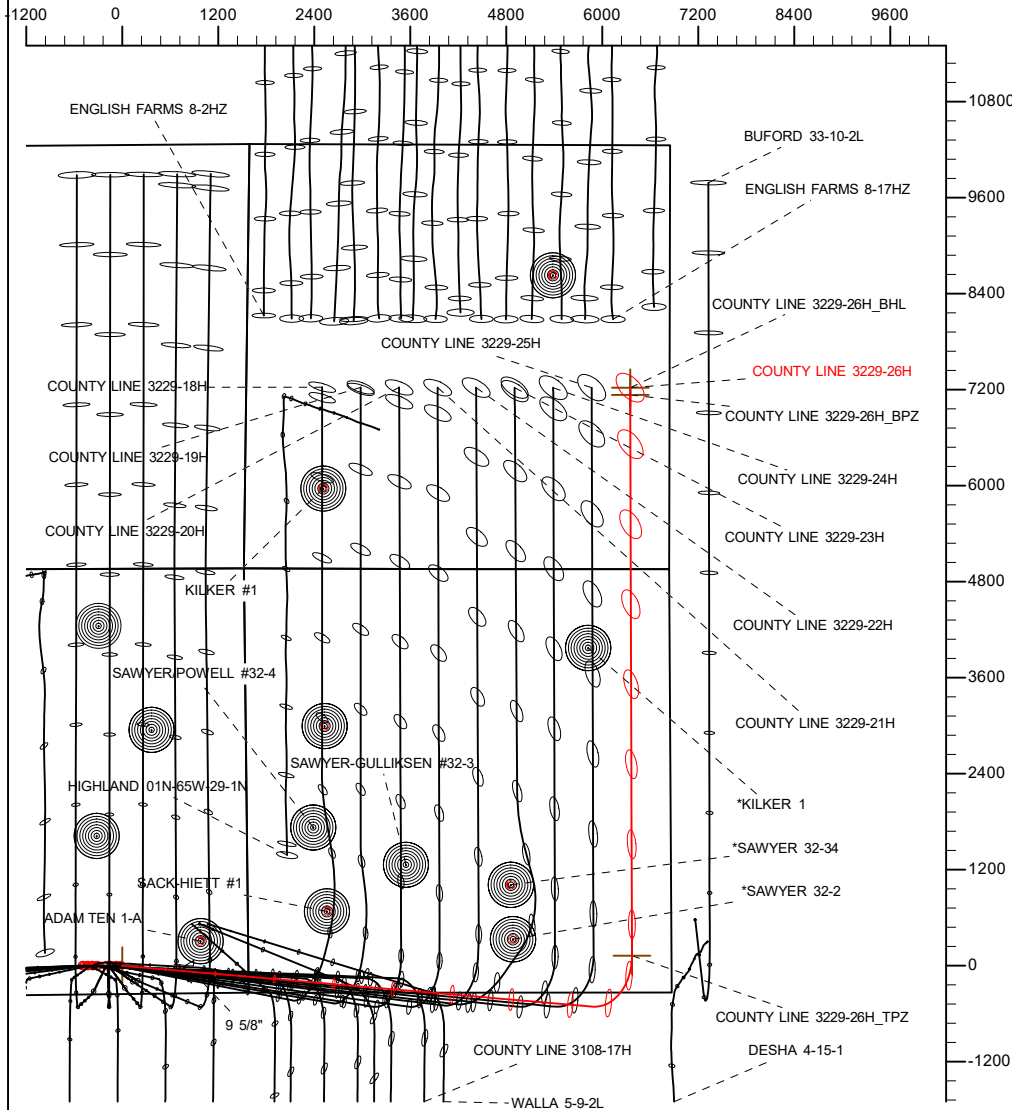 -1200 0 1200 2400 3600 4800 6000 7200 8400 9600
10800
ENGLISH FARMS 8-2HZ
BUFORD 33-10-2L
ENGLISH FARMS 8-17HZ
9600
8400
COUNTY LINE 3229-26H_BHL
COUNTY LINE 3229-25H
COUNTY LINE 3229-26H
7200
COUNTY LINE 3229-18H
COUNTY LINE 3229-26H_BPZ
COUNTY LINE 3229-19H
COUNTY LINE 3229-24H
6000
COUNTY LINE 3229-20H
COUNTY LINE 3229-23H
KILKER #1
4800
COUNTY LINE 3229-22H
SAWYER/POWELL #32-4
3600
COUNTY LINE 3229-21H
SAWYER-GULLIKSEN #32-3
HIGHLAND 01N-65W-29-1N
2400
*KILKER 1
*SAWYER 32-34
1200
SACK-HIETT #1
*SAWYER 32-2
ADAM TEN 1-A
0
COUNTY LINE 3229-26H_TPZ
9 5/8"
COUNTY LINE 3108-17H
DESHA 4-15-1
-1200
WALLA 5-9-2L